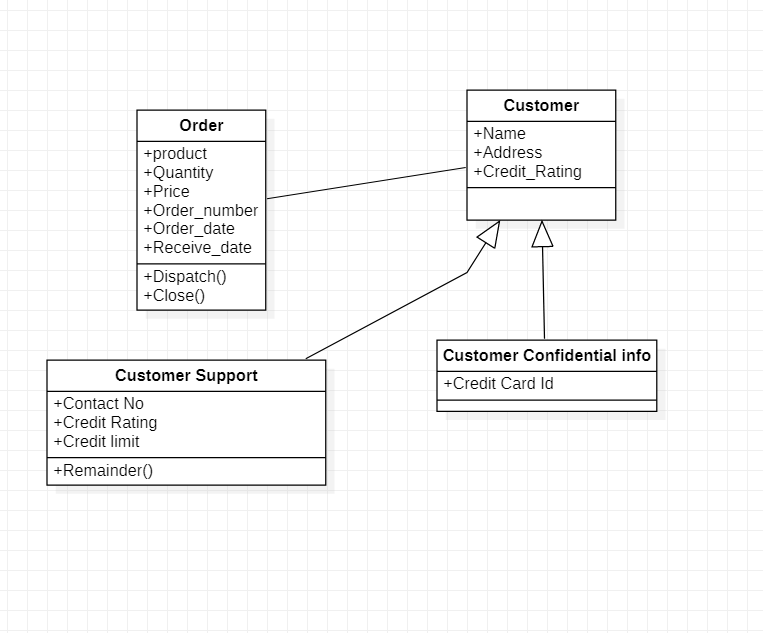 Order
+product
+Quantity
+Price
+Order_number
+Order_date
+Receive_date
+Dispatch()
+Close()
Customer
+Name
+Address
+Credit_Rating
Customer Support
+Contact No
+Credit Rating
+Credit limit
+Remainder()
Customer Confidential info
+Credit Card Id